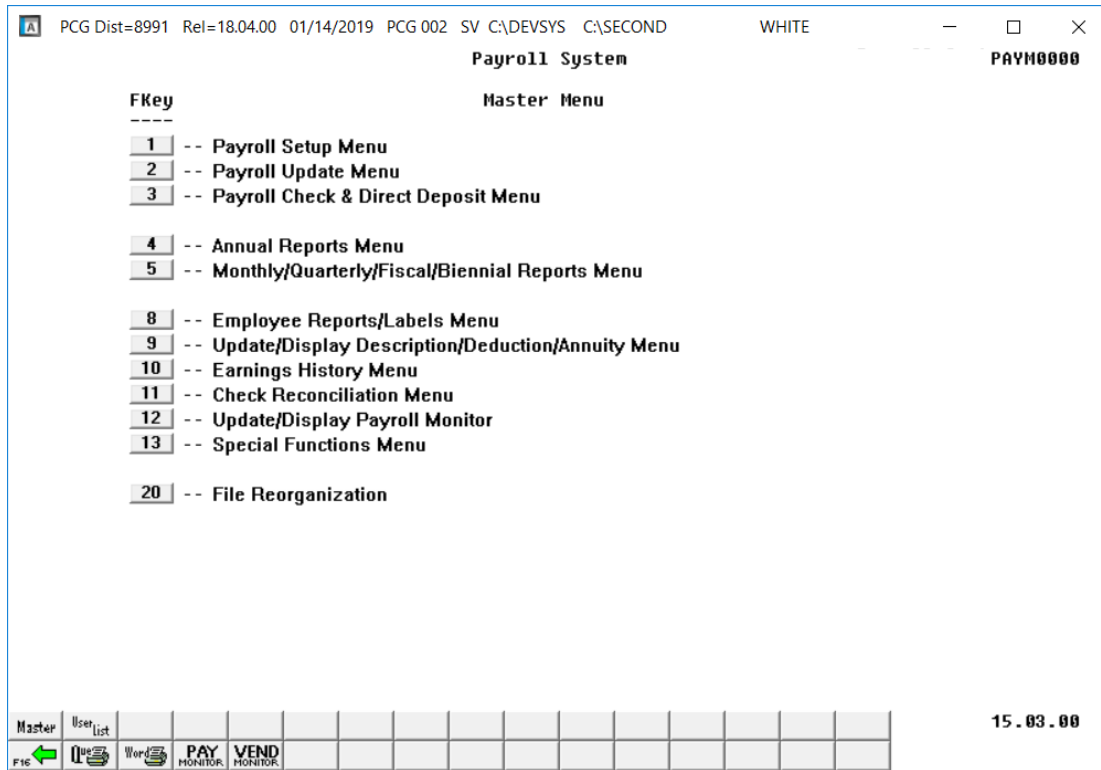 A PCG Dist=8991 Rel=18.04.00 01/14/2019 PCG 002 SV C:\DEVSYS C:\SECOND WHITE
Payroll System PAYM0000
FKey Master Menu
----
1 -- Payroll Setup Menu
2 -- Payroll Update Menu
3 -- Payroll Check & Direct Deposit Menu
4 -- Annual Reports Menu
5 -- Monthly/Quarterly/Fiscal/Biennial Reports Menu
8 -- Employee Reports/Labels Menu
9 -- Update/Display Description/Deduction/Annuity Menu
10 -- Earnings History Menu
11 -- Check Reconciliation Menu
12 -- Update/Display Payroll Monitor
13 -- Special Functions Menu
20 -- File Reorganization
Master User List 15.03.00
F16 Que Word PAY MONITOR VEND MONITOR